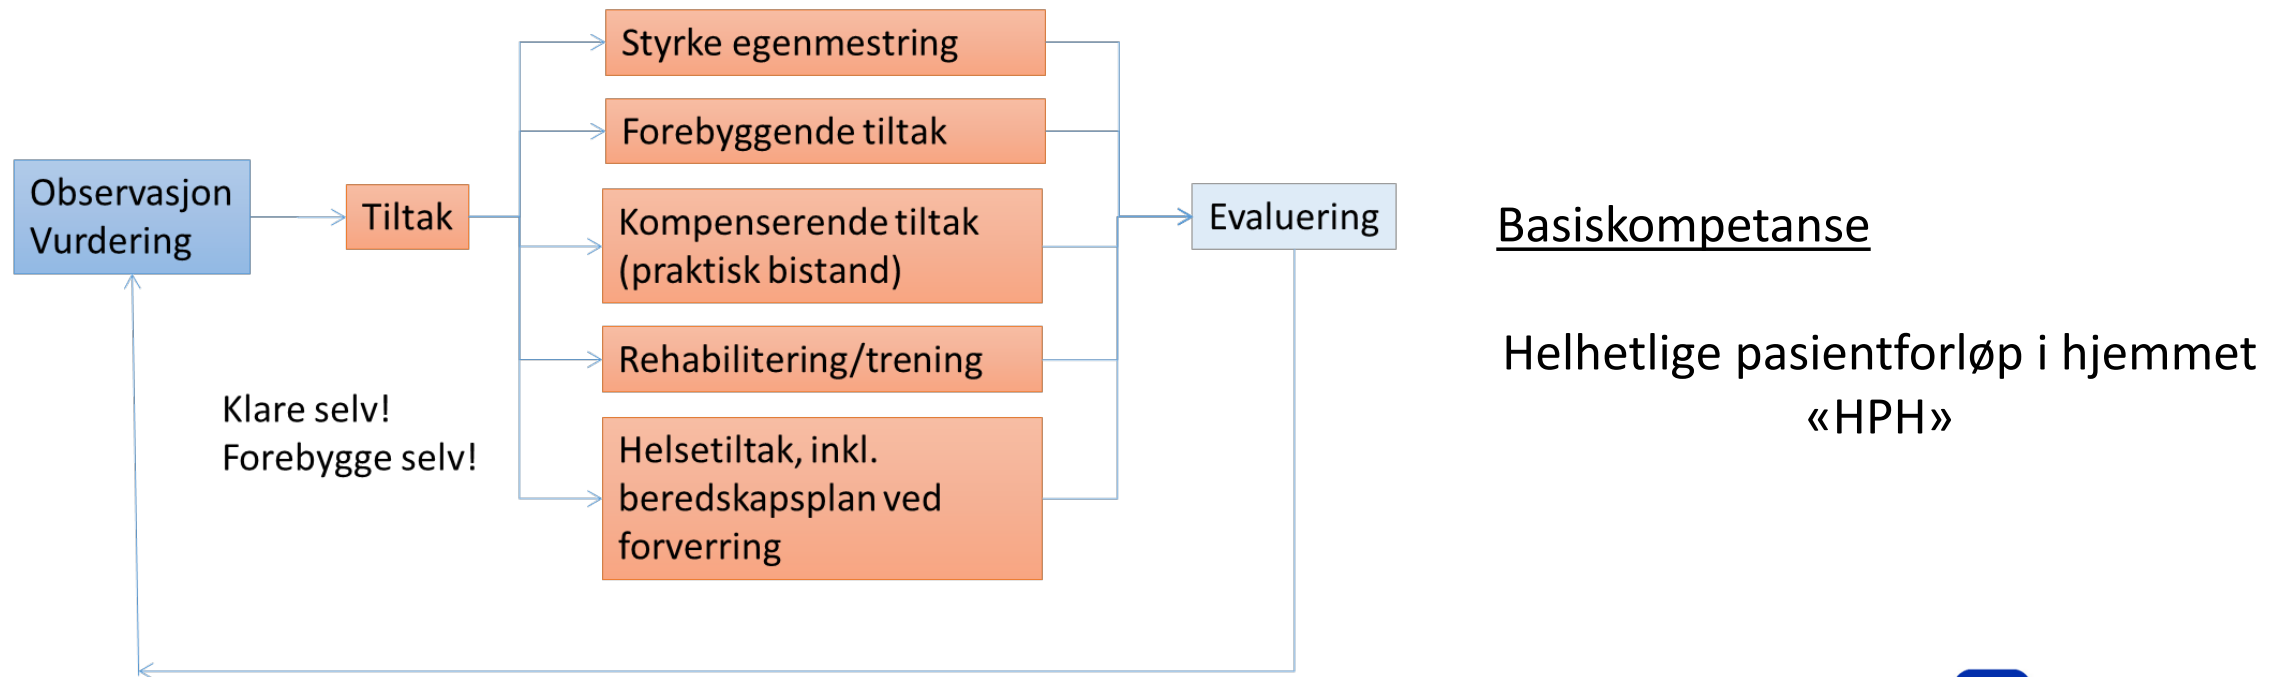 Observasjon
Vurdering
Tiltak
Styrke egenmestring
Forebyggende tiltak
Kompenserende tiltak
(praktisk bistand)
Rehabilitering/trening
Helsetiltak, inkl.
beredskapsplan ved
forverring
Evaluering
Klare selv!
Forebygge selv!
Basiskompetanse
Helhetlige pasientforløp i hjemmet
«HPH»